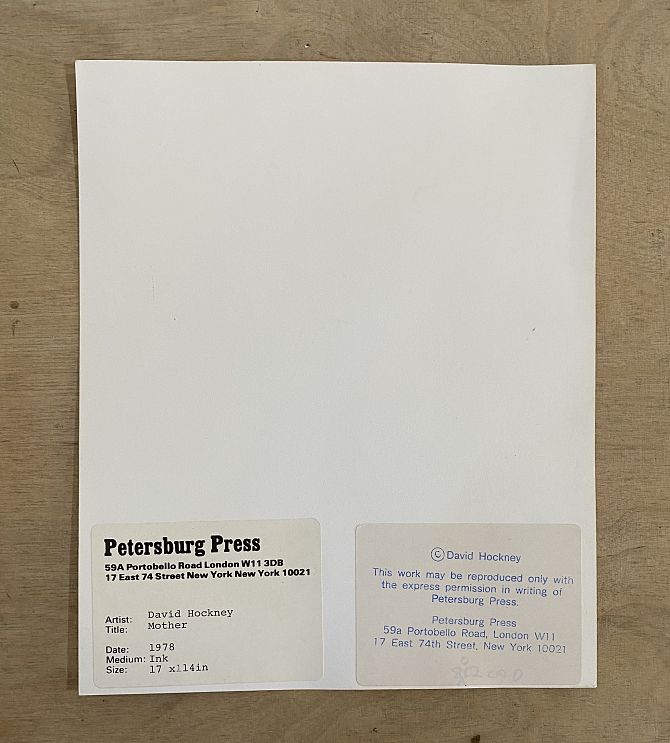 Petersburg Press
59A Portobello Road London W11 3DB
17 East 74 Street New York New York 10021
Artist: David Hockney
Title: Mother
Date: 1978
Medium: Ink
Size: 17 x114in
© David Hockney
This work may be reproduced only with
the express permission in writing of
Petersburg Press.
Petersburg Press
59a Portobello Road, London W11
17 East 74th Street, New York 10021